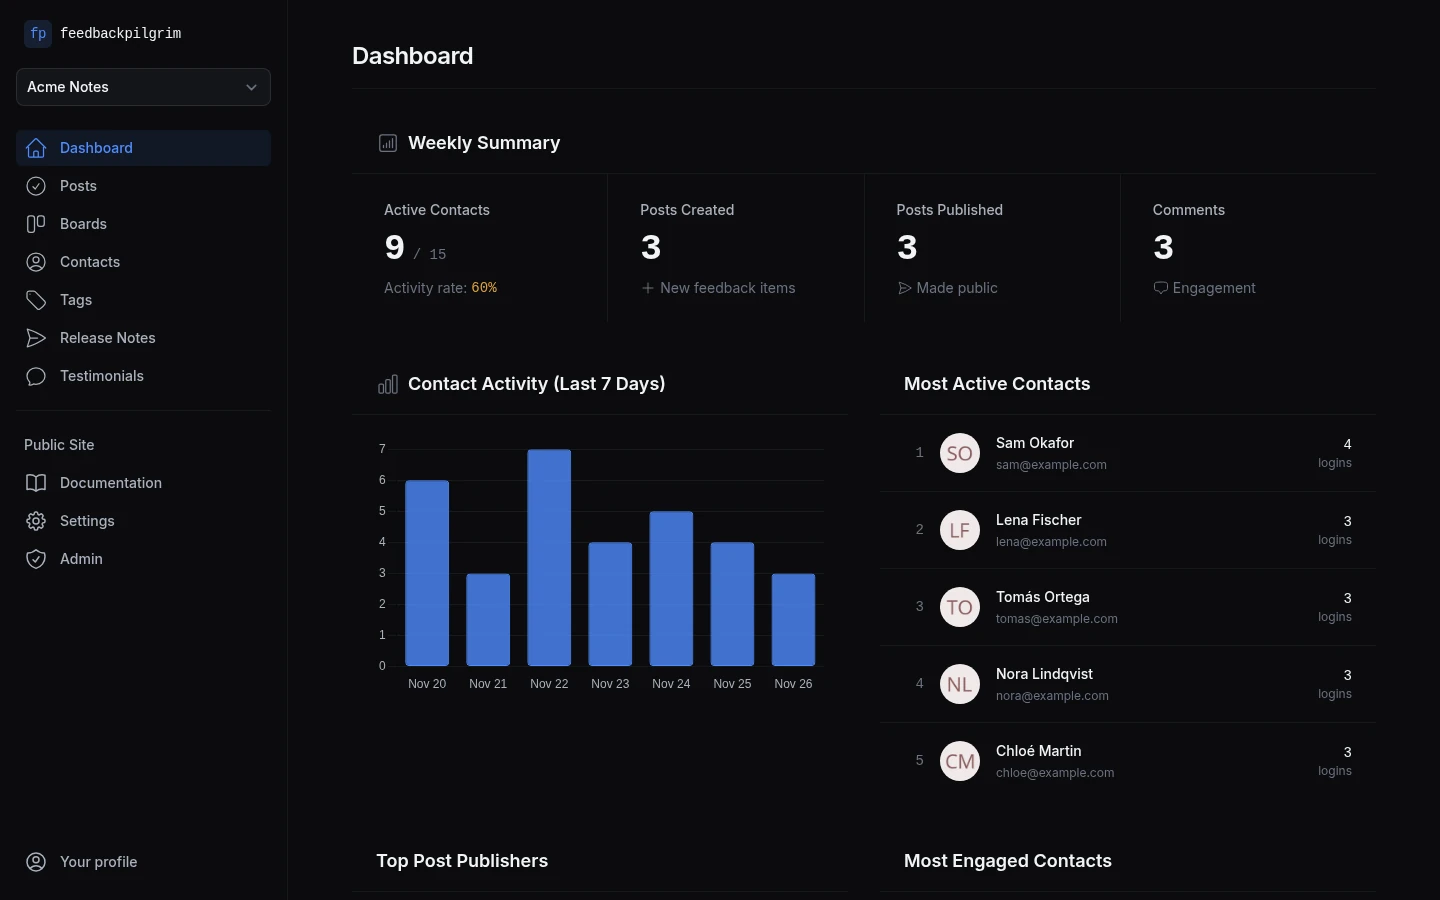 fp feedbackpilgrim
Acme Notes
Dashboard
Posts
Boards
Contacts
Tags
Release Notes
Testimonials
Public Site
Documentation
Settings
Admin
Your profile
Dashboard
Weekly Summary
Active Contacts
9 / 15
Activity rate: 60%
Posts Created
3
New feedback items
Posts Published
3
Made public
Comments
3
Engagement
Contact Activity (Last 7 Days)
7
6
5
4
3
2
1
0
Nov 20 Nov 21 Nov 22 Nov 23 Nov 24 Nov 25 Nov 26
Most Active Contacts
1 SO Sam Okafor 4
sam@example.com logins
2 LF Lena Fischer 3
lena@example.com logins
3 TO Tomás Ortega 3
tomas@example.com logins
4 NL Nora Lindqvist 3
nora@example.com logins
5 CM Chloé Martin 3
chloe@example.com logins
Top Post Publishers
Most Engaged Contacts